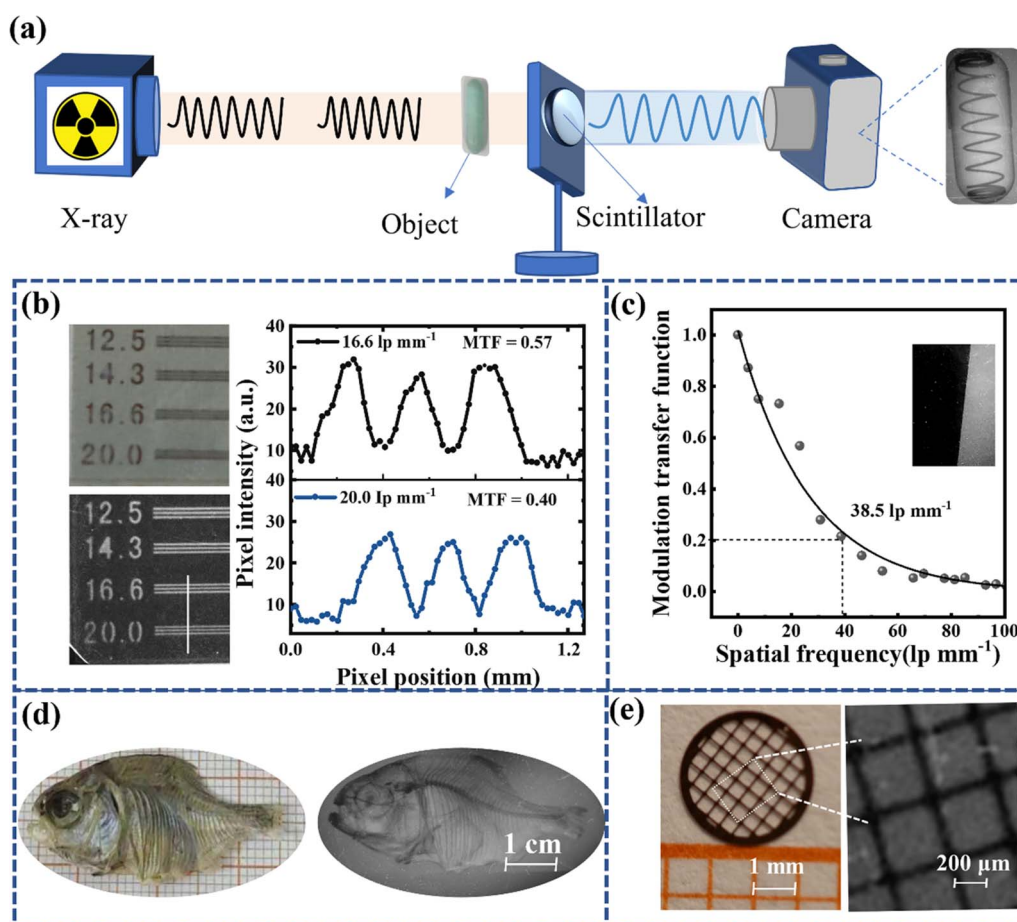 (a)
X-ray
Object
Scintillator
Camera
(b)
12.5
14.3
16.6
20.0
12.5
14.3
16.6
20.0
Pixel intensity (a.u.)
40
30
20
10
16.6 lp mm⁻¹ MTF = 0.57
40
30
20
10
20.0 lp mm⁻¹ MTF = 0.40
0.0 0.4 0.8 1.2
Pixel position (mm)
(c)
Modulation transfer function
1.0
0.8
0.6
0.4
0.2
0.0
38.5 lp mm⁻¹
0 20 40 60 80 100
Spatial frequency(lp mm⁻¹)
(d)
1 cm
(e)
1 mm
200 µm